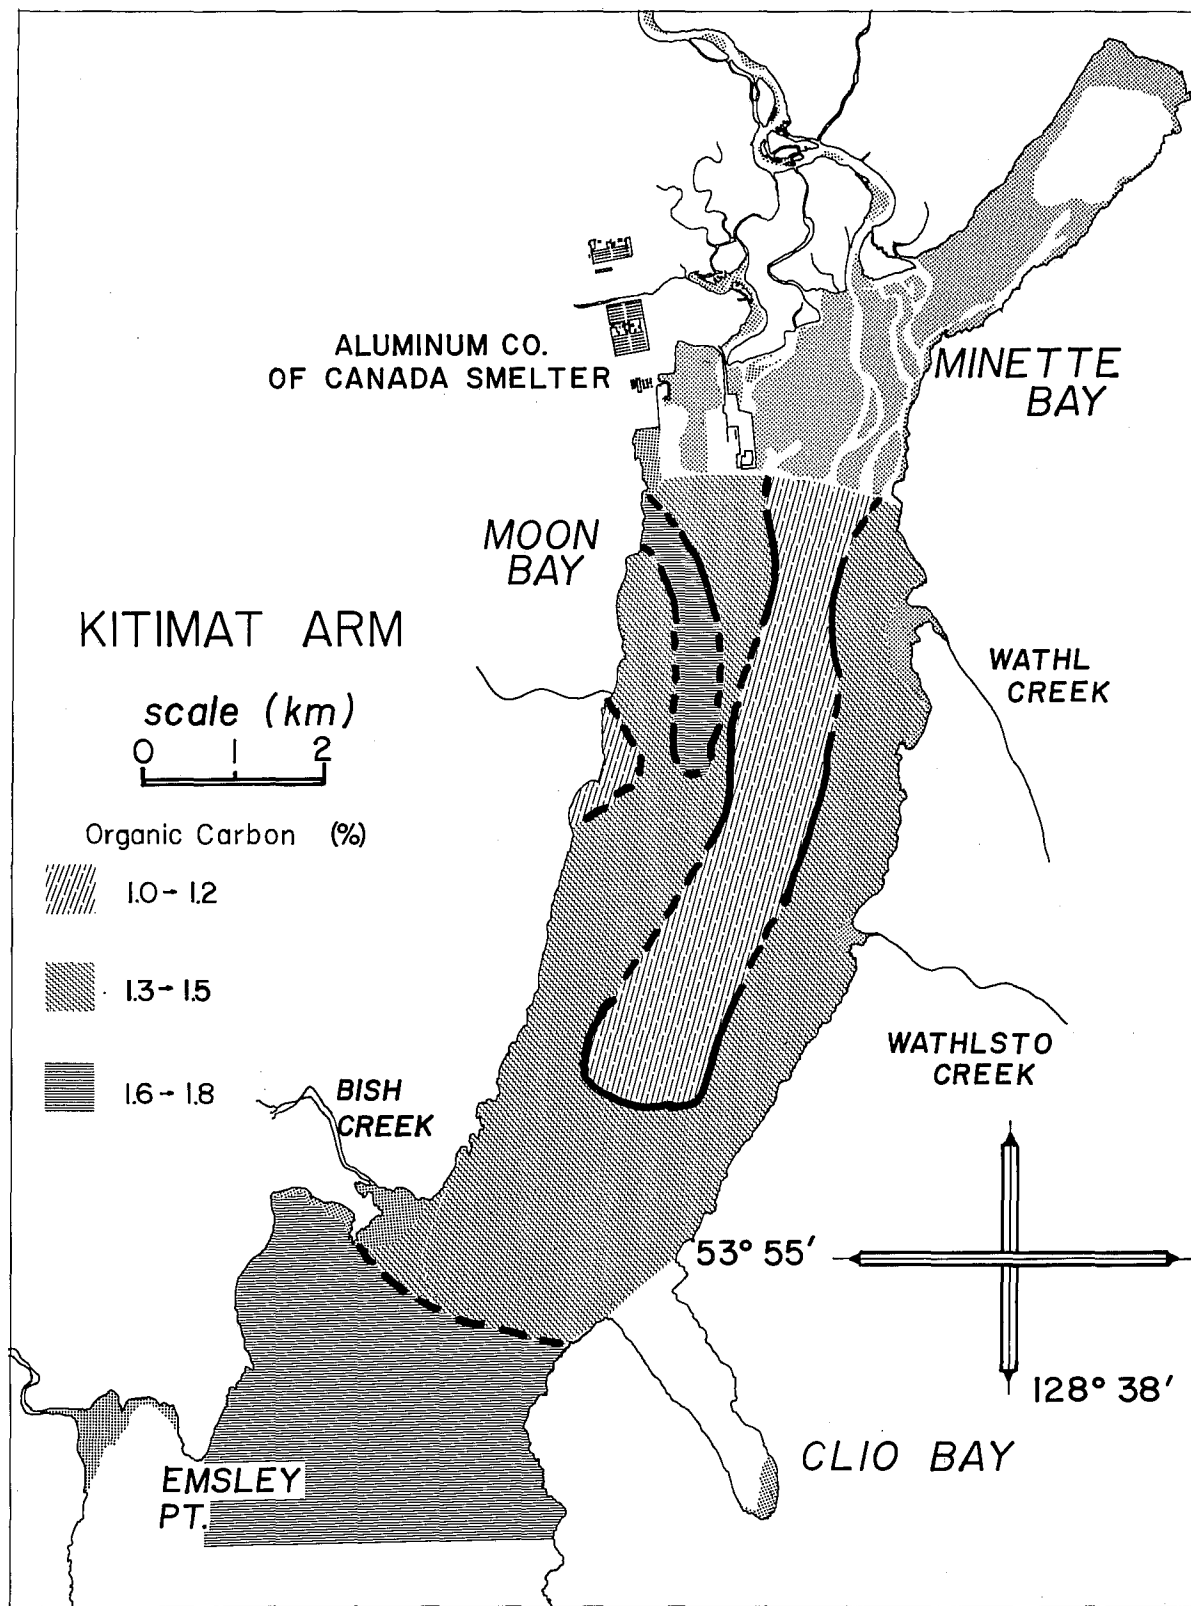 ALUMINUM CO.
OF CANADA SMELTER
MINETTE
BAY
MOON
BAY
KITIMAT ARM
WATHL
CREEK
scale (km)
0 1 2
Organic Carbon (%)
1.0 → 1.2
1.3 → 1.5
1.6 → 1.8
WATHLSTO
CREEK
BISH
CREEK
53° 55′
128° 38′
CLIO BAY
EMSLEY
PT.